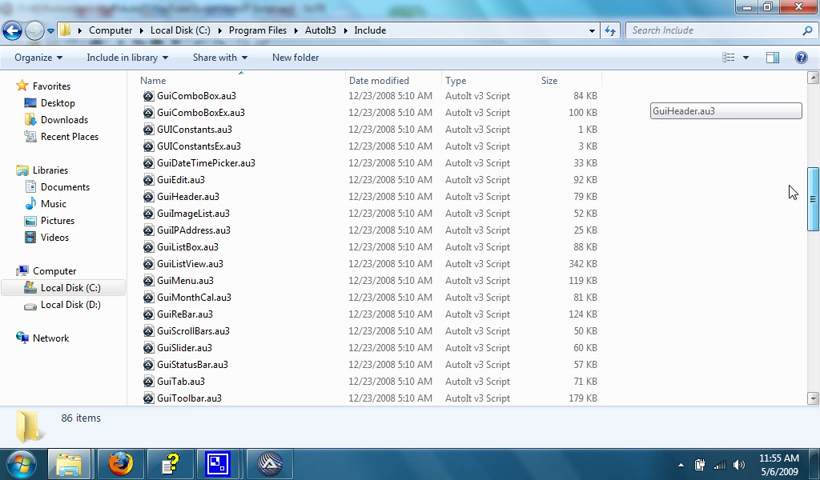 Computer ▸ Local Disk (C:) ▸ Program Files ▸ AutoIt3 ▸ Include
Search Include
Organize Include in library Share with New folder
Name Date modified Type Size
GuiComboBox.au3 12/23/2008 5:10 AM AutoIt v3 Script 84 KB
GuiComboBoxEx.au3 12/23/2008 5:10 AM AutoIt v3 Script 100 KB
GUIConstants.au3 12/23/2008 5:10 AM AutoIt v3 Script 1 KB
GUIConstantsEx.au3 12/23/2008 5:10 AM AutoIt v3 Script 3 KB
GuiDateTimePicker.au3 12/23/2008 5:10 AM AutoIt v3 Script 33 KB
GuiEdit.au3 12/23/2008 5:10 AM AutoIt v3 Script 92 KB
GuiHeader.au3 12/23/2008 5:10 AM AutoIt v3 Script 79 KB
GuiImageList.au3 12/23/2008 5:10 AM AutoIt v3 Script 52 KB
GuiIPAddress.au3 12/23/2008 5:10 AM AutoIt v3 Script 25 KB
GuiListBox.au3 12/23/2008 5:10 AM AutoIt v3 Script 88 KB
GuiListView.au3 12/23/2008 5:10 AM AutoIt v3 Script 342 KB
GuiMenu.au3 12/23/2008 5:10 AM AutoIt v3 Script 119 KB
GuiMonthCal.au3 12/23/2008 5:10 AM AutoIt v3 Script 81 KB
GuiReBar.au3 12/23/2008 5:10 AM AutoIt v3 Script 124 KB
GuiScrollBars.au3 12/23/2008 5:10 AM AutoIt v3 Script 50 KB
GuiSlider.au3 12/23/2008 5:10 AM AutoIt v3 Script 60 KB
GuiStatusBar.au3 12/23/2008 5:10 AM AutoIt v3 Script 57 KB
GuiTab.au3 12/23/2008 5:10 AM AutoIt v3 Script 71 KB
GuiToolbar.au3 12/23/2008 5:10 AM AutoIt v3 Script 179 KB
GuiHeader.au3
Favorites
Desktop
Downloads
Recent Places
Libraries
Documents
Music
Pictures
Videos
Computer
Local Disk (C:)
Local Disk (D:)
Network
86 items
11:55 AM
5/6/2009